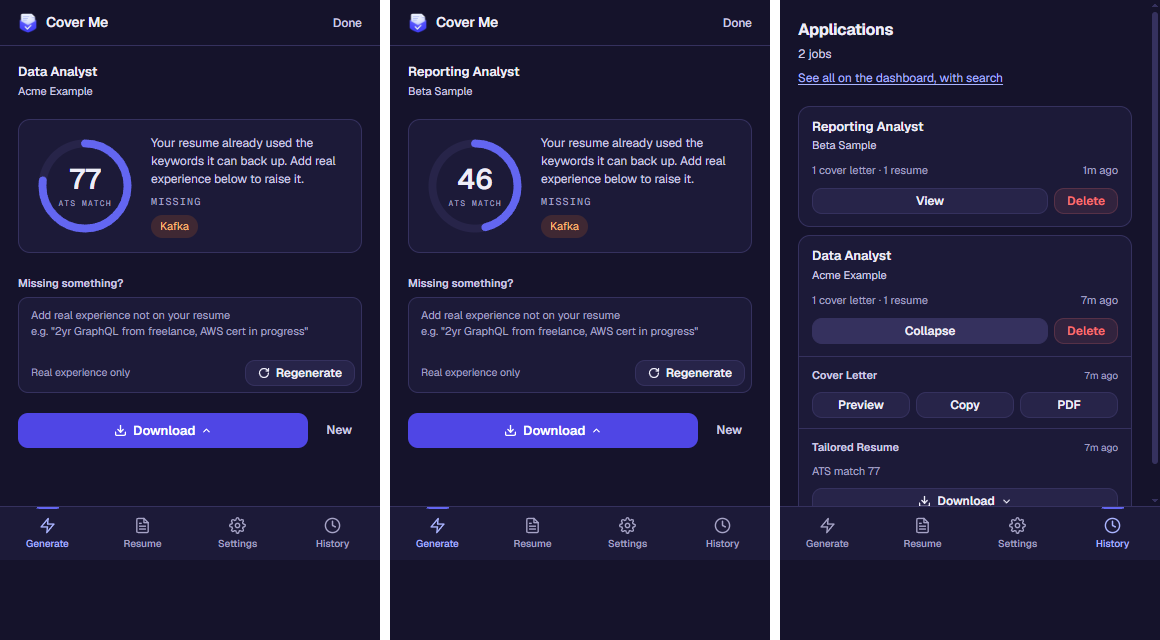 Cover Me
Done
Data Analyst
Acme Example
77
ATS MATCH
Your resume already used the
keywords it can back up. Add real
experience below to raise it.
MISSING
Kafka
Missing something?
Add real experience not on your resume
e.g. "2yr GraphQL from freelance, AWS cert in progress"
Real experience only
Regenerate
Download
New
Generate
Resume
Settings
History
Cover Me
Done
Reporting Analyst
Beta Sample
46
ATS MATCH
Your resume already used the
keywords it can back up. Add real
experience below to raise it.
MISSING
Kafka
Missing something?
Add real experience not on your resume
e.g. "2yr GraphQL from freelance, AWS cert in progress"
Real experience only
Regenerate
Download
New
Generate
Resume
Settings
History
Applications
2 jobs
See all on the dashboard, with search
Reporting Analyst
Beta Sample
1 cover letter · 1 resume
1m ago
View
Delete
Data Analyst
Acme Example
1 cover letter · 1 resume
7m ago
Collapse
Delete
Cover Letter
7m ago
Preview
Copy
PDF
Tailored Resume
7m ago
ATS match 77
Download
Generate
Resume
Settings
History